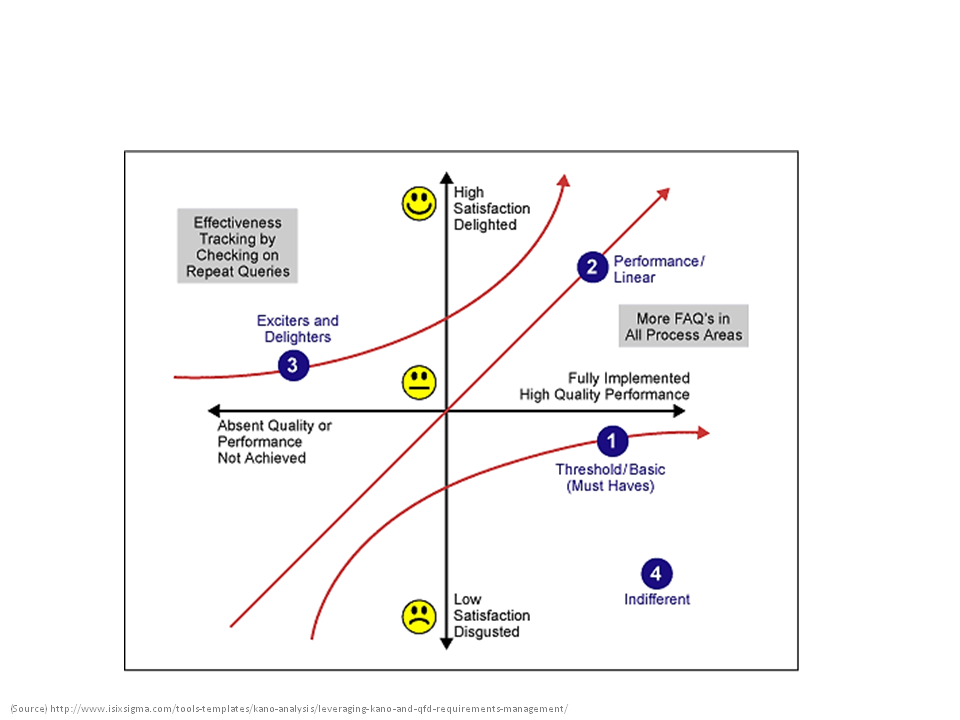 High
Satisfaction
Delighted
Effectiveness
Tracking by
Checking on
Repeat Queries
2
Performance/
Linear
More FAQ's in
All Process Areas
Exciters and
Delighters
3
Fully Implemented
High Quality Performance
Absent Quality or
Performance
Not Achieved
1
Threshold/Basic
(Must Haves)
4
Indifferent
Low
Satisfaction
Disgusted
(Source) http://www.isixsigma.com/tools-templates/kano-analysis/leveraging-kano-and-qfd-requirements-management/